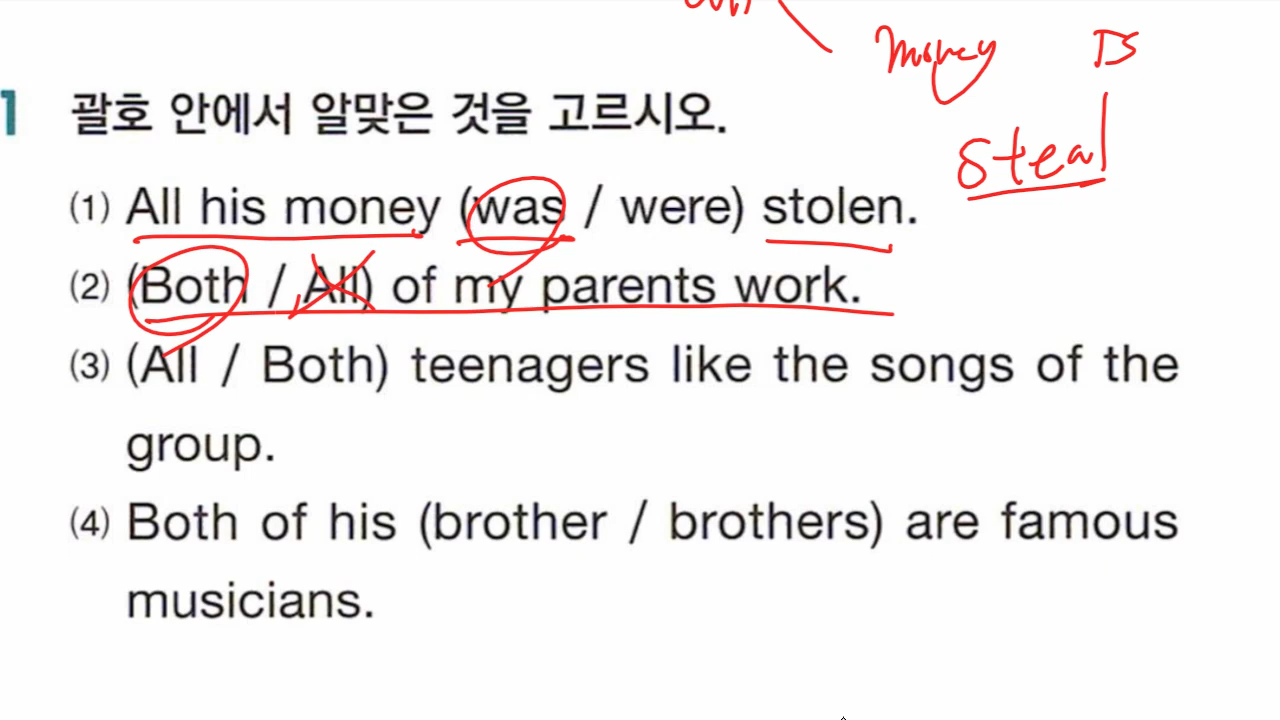 money is
steal
1 괄호 안에서 알맞은 것을 고르시오.
(1) All his money (was / were) stolen.
(2) (Both / All) of my parents work.
(3) (All / Both) teenagers like the songs of the
group.
(4) Both of his (brother / brothers) are famous
musicians.